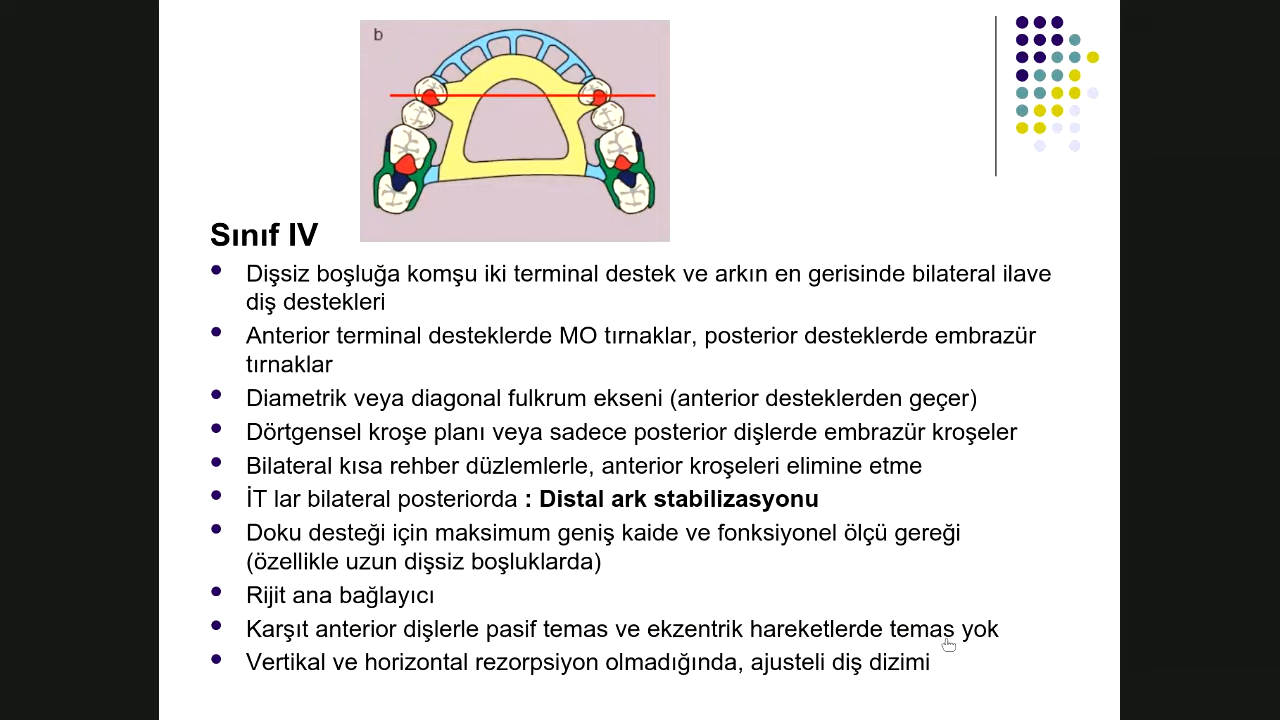 b
Sınıf IV
Dişsiz boşluğa komşu iki terminal destek ve arkın en gerisinde bilateral ilave
diş destekleri
Anterior terminal desteklerde MO tırnaklar, posterior desteklerde embrazür
tırnaklar
Diametrik veya diagonal fulkrum ekseni (anterior desteklerden geçer)
Dörtgensel kroşe planı veya sadece posterior dişlerde embrazür kroşeler
Bilateral kısa rehber düzlemlerle, anterior kroşeleri elimine etme
İT lar bilateral posteriorda : Distal ark stabilizasyonu
Doku desteği için maksimum geniş kaide ve fonksiyonel ölçü gereği
(özellikle uzun dişsiz boşluklarda)
Rijit ana bağlayıcı
Karşıt anterior dişlerle pasif temas ve ekzentrik hareketlerde temas yok
Vertikal ve horizontal rezorpsiyon olmadığında, ajusteli diş dizimi